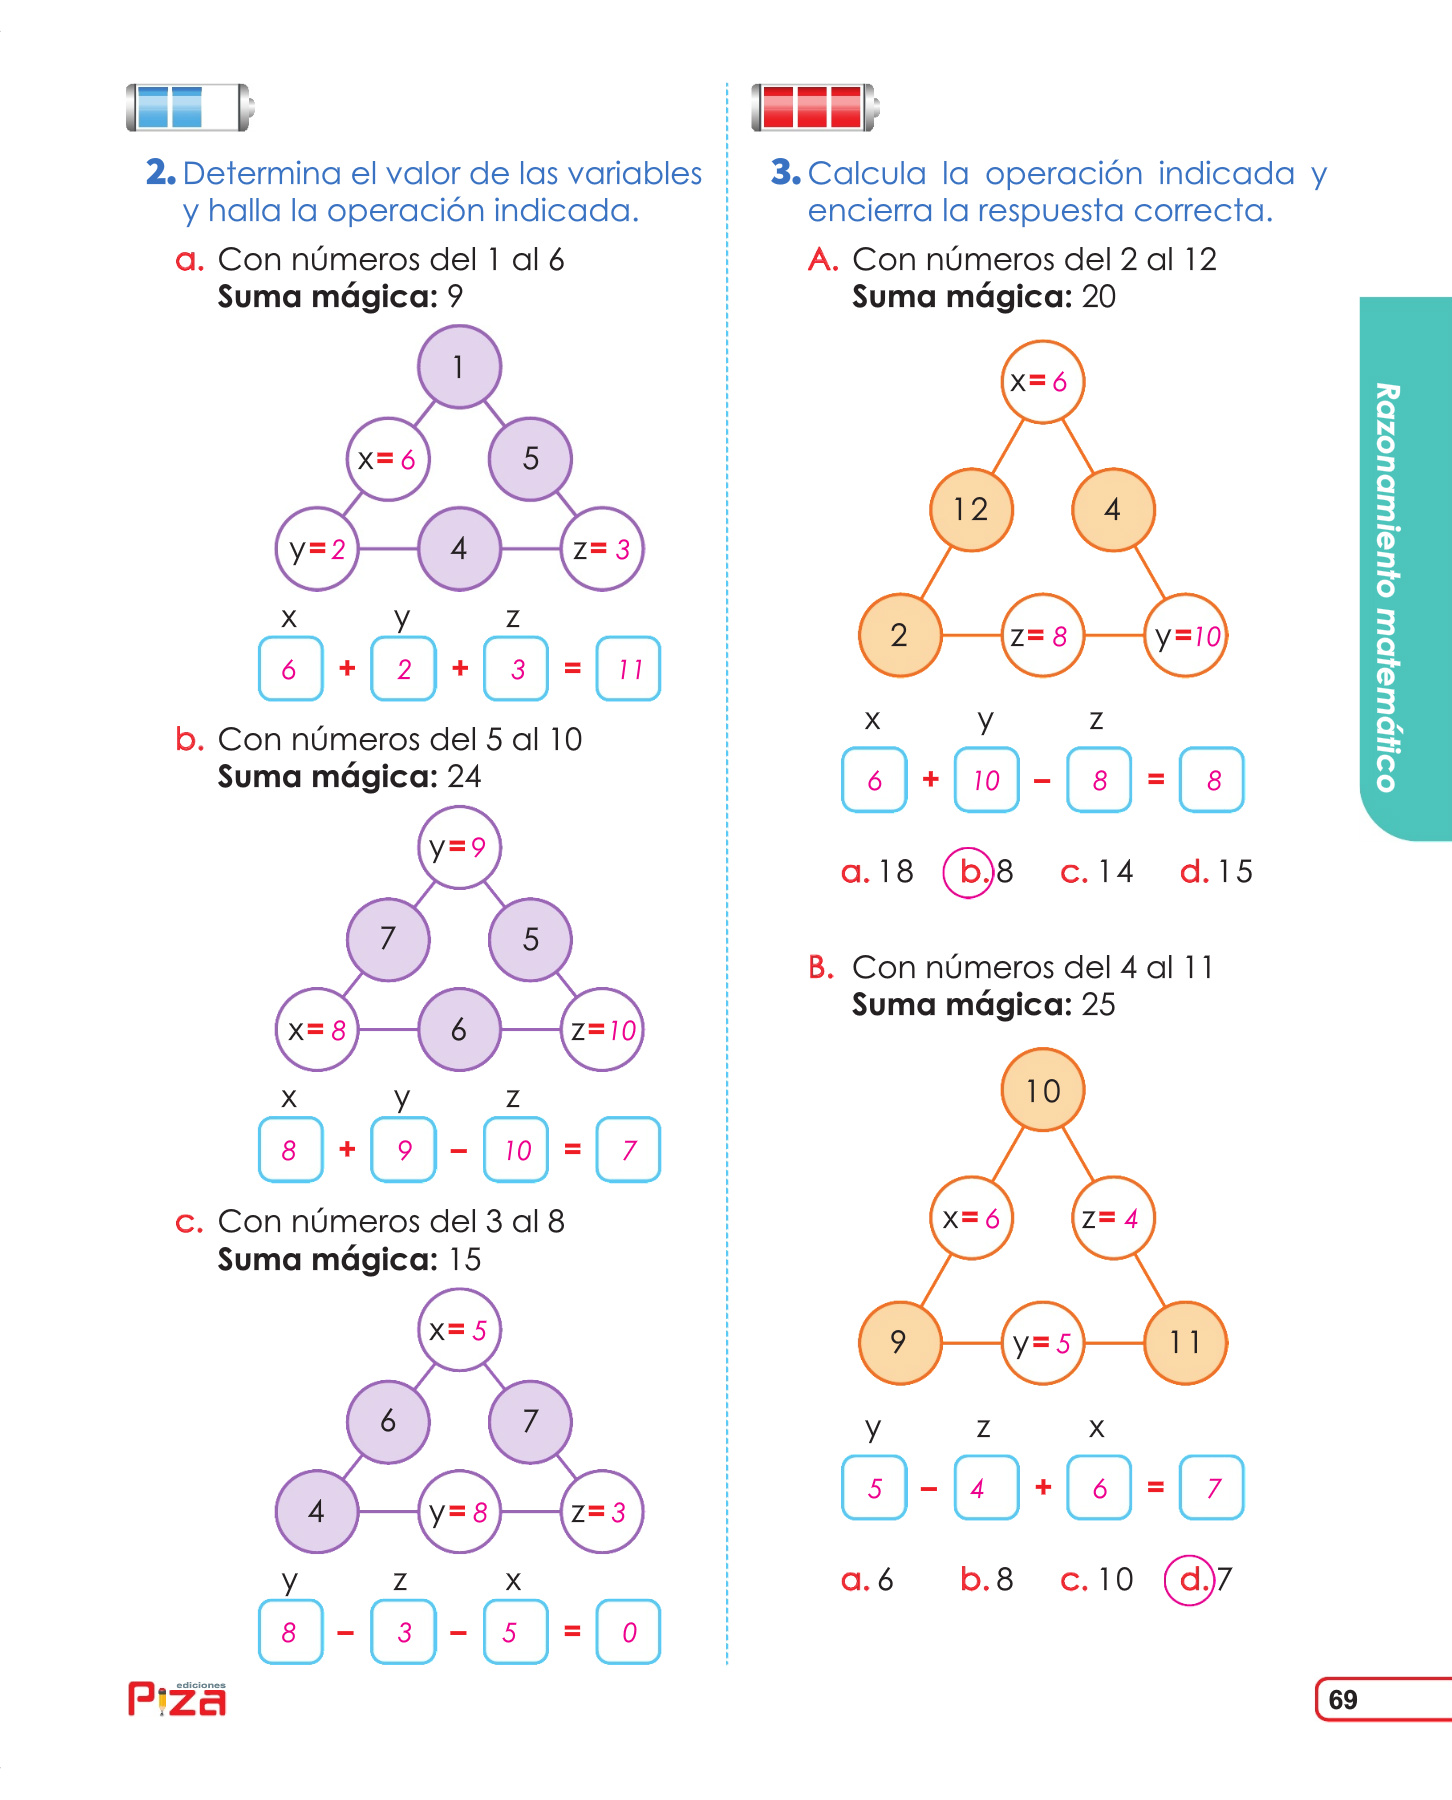 2. Determina el valor de las variables
y halla la operación indicada.
a. Con números del 1 al 6
Suma mágica: 9
1
x= 6
5
y=2
4
z= 3
x y z
6 + 2 + 3 = 11
b. Con números del 5 al 10
Suma mágica: 24
y=9
7
5
x=8
6
z=10
x y z
8 + 9 - 10 = 7
c. Con números del 3 al 8
Suma mágica: 15
x= 5
6
7
4
y=8
z=3
y z x
8 - 3 - 5 = 0
3. Calcula la operación indicada y
encierra la respuesta correcta.
A. Con números del 2 al 12
Suma mágica: 20
x= 6
12
4
2
z= 8
y=10
x y z
6 + 10 - 8 = 8
a. 18 b. 8 c. 14 d. 15
B. Con números del 4 al 11
Suma mágica: 25
10
x= 6
z= 4
9
y= 5
11
y z x
5 - 4 + 6 = 7
a. 6 b. 8 c. 10 d. 7
Razonamiento matemático
ediciones
Piza
69